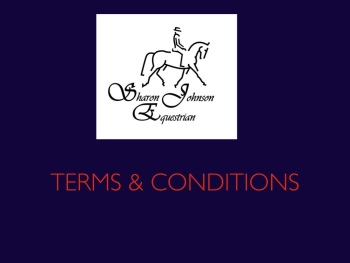 Sharon Johnson
Equestrian
TERMS & CONDITIONS